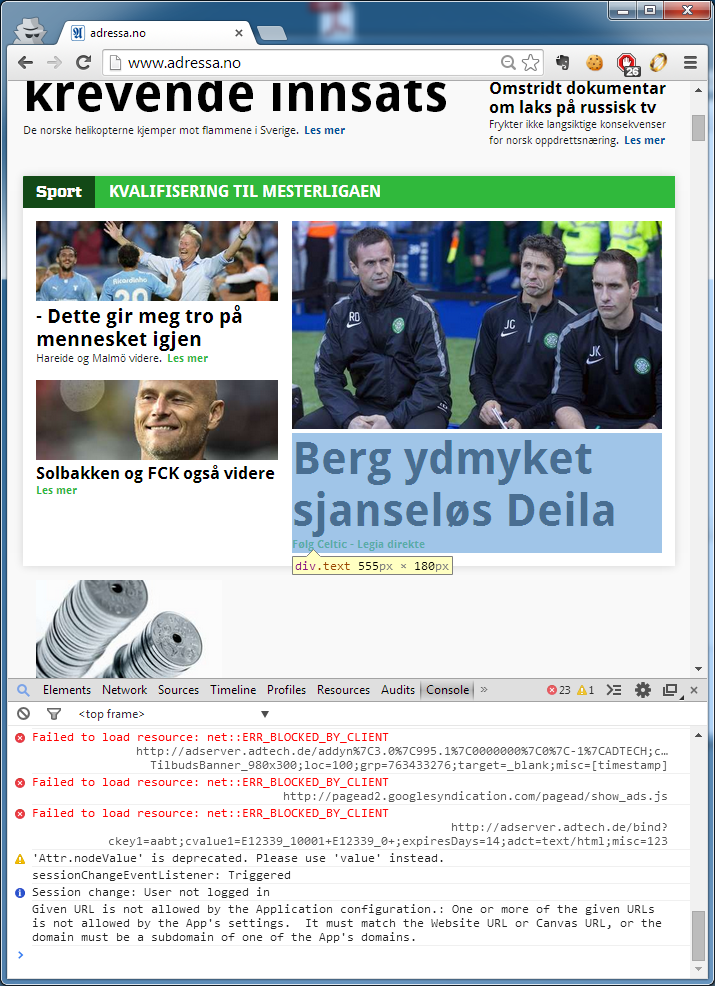 adressa.no
www.adressa.no
26
krevende innsats
De norske helikopterne kjemper mot flammene i Sverige. Les mer
Omstridt dokumentar
om laks på russisk tv
Frykter ikke langsiktige konsekvenser
for norsk oppdrettsnæring. Les mer
Sport KVALIFISERING TIL MESTERLIGAEN
Ricardinho
20
- Dette gir meg tro på
mennesket igjen
Hareide og Malmö videre. Les mer
Solbakken og FCK også videre
Les mer
RD
JC
JK
Berg ydmyket
sjanseløs Deila
Følg Celtic - Legia direkte
div.text 555px × 180px
Elements Network Sources Timeline Profiles Resources Audits Console » 23 1
<top frame>
Failed to load resource: net::ERR_BLOCKED_BY_CLIENT
http://adserver.adtech.de/addyn%7C3.0%7C995.1%7C0000000%7C0%7C-1%7CADTECH;c…
TilbudsBanner_980x300;loc=100;grp=763433276;target=_blank;misc=[timestamp]
Failed to load resource: net::ERR_BLOCKED_BY_CLIENT
http://pagead2.googlesyndication.com/pagead/show_ads.js
Failed to load resource: net::ERR_BLOCKED_BY_CLIENT
http://adserver.adtech.de/bind?
ckey1=aabt;cvalue1=E12339_10001+E12339_0+;expiresDays=14;adct=text/html;misc=123
'Attr.nodeValue' is deprecated. Please use 'value' instead.
sessionChangeEventListener: Triggered
Session change: User not logged in
Given URL is not allowed by the Application configuration.: One or more of the given URLs
is not allowed by the App's settings. It must match the Website URL or Canvas URL, or the
domain must be a subdomain of one of the App's domains.